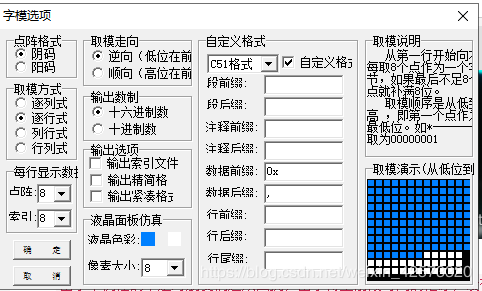 字模选项
点阵格式
阴码
阳码
取模方式
逐列式
逐行式
列行式
行列式
每行显示数据
点阵: 8
索引: 8
确 定
取 消
取模走向
逆向(低位在前
顺向(高位在前
输出数制
十六进制数
十进制数
输出选项
输出索引文件
输出精简格
输出紧凑格式
液晶面板仿真
液晶色彩:
像素大小: 8
自定义格式
C51格式
自定义格式
段前缀:
段后缀:
注释前缀:
注释后缀:
数据前缀: 0x
数据后缀: ,
行前缀:
行后缀:
行尾缀:
取模说明
从第一行开始向
每取8个点作为一个字
节,如果最后不足8个
点就补满8位。
取模顺序是从低到
高,即第一个点作为
最低位。如*-------
取为00000001
取模演示(从低位到